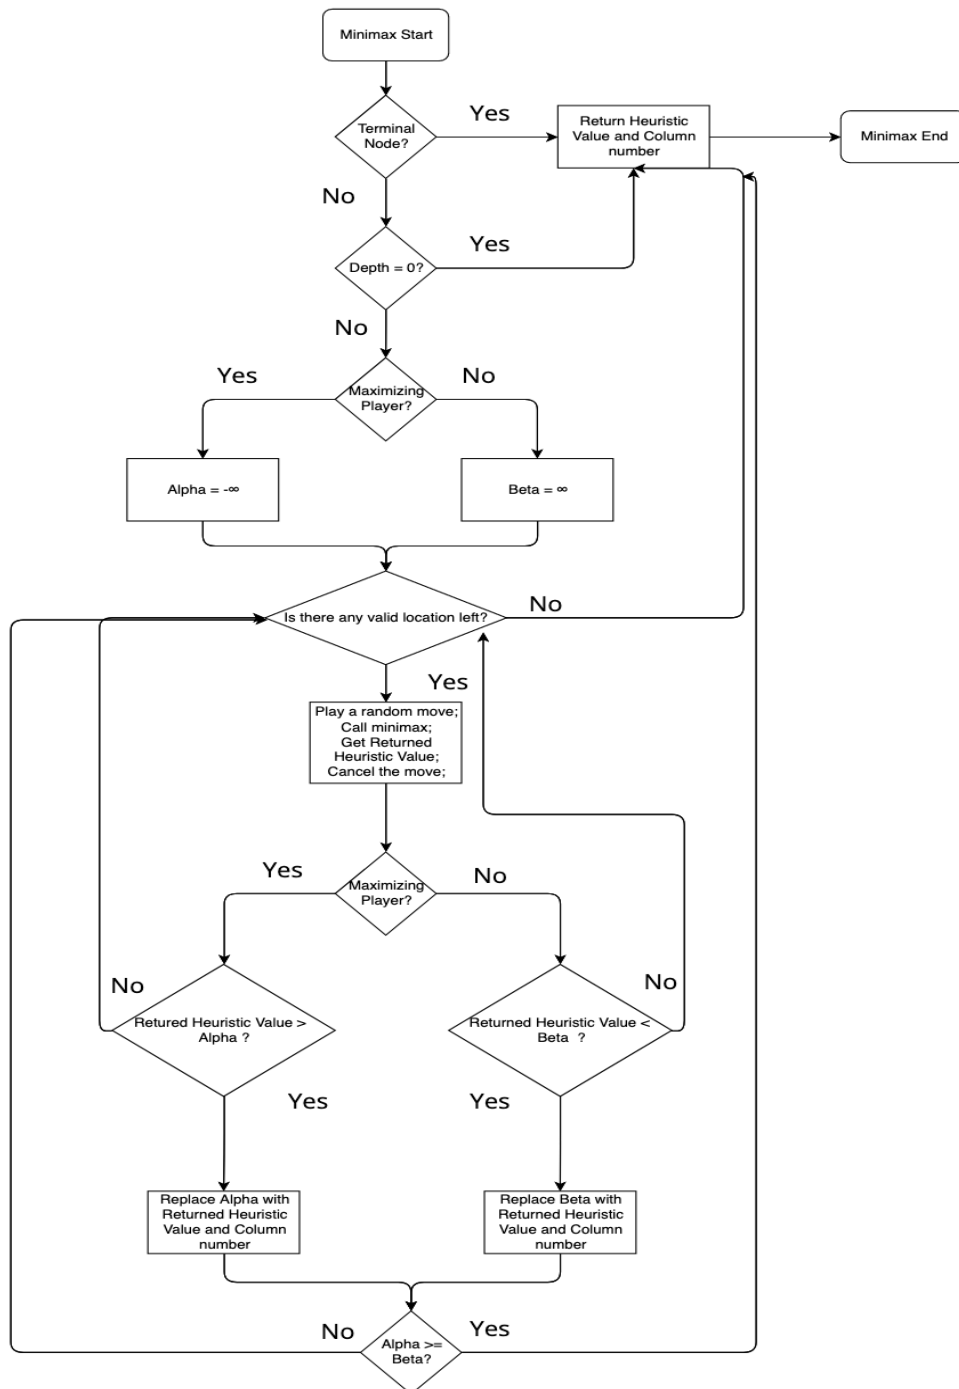 Minimax Start
Terminal
Node?
Yes
Return Heuristic
Value and Column
number
Minimax End
No
Depth = 0?
Yes
No
Maximizing
Player?
Yes
No
Alpha = -∞
Beta = ∞
Is there any valid location left?
No
Yes
Play a random move;
Call minimax;
Get Returned
Heuristic Value;
Cancel the move;
Maximizing
Player?
Yes
No
Retured Heuristic Value >
Alpha ?
No
Yes
Returned Heuristic Value <
Beta ?
No
Yes
Replace Alpha with
Returned Heuristic
Value and Column
number
Replace Beta with
Returned Heuristic
Value and Column
number
Alpha >=
Beta?
No
Yes